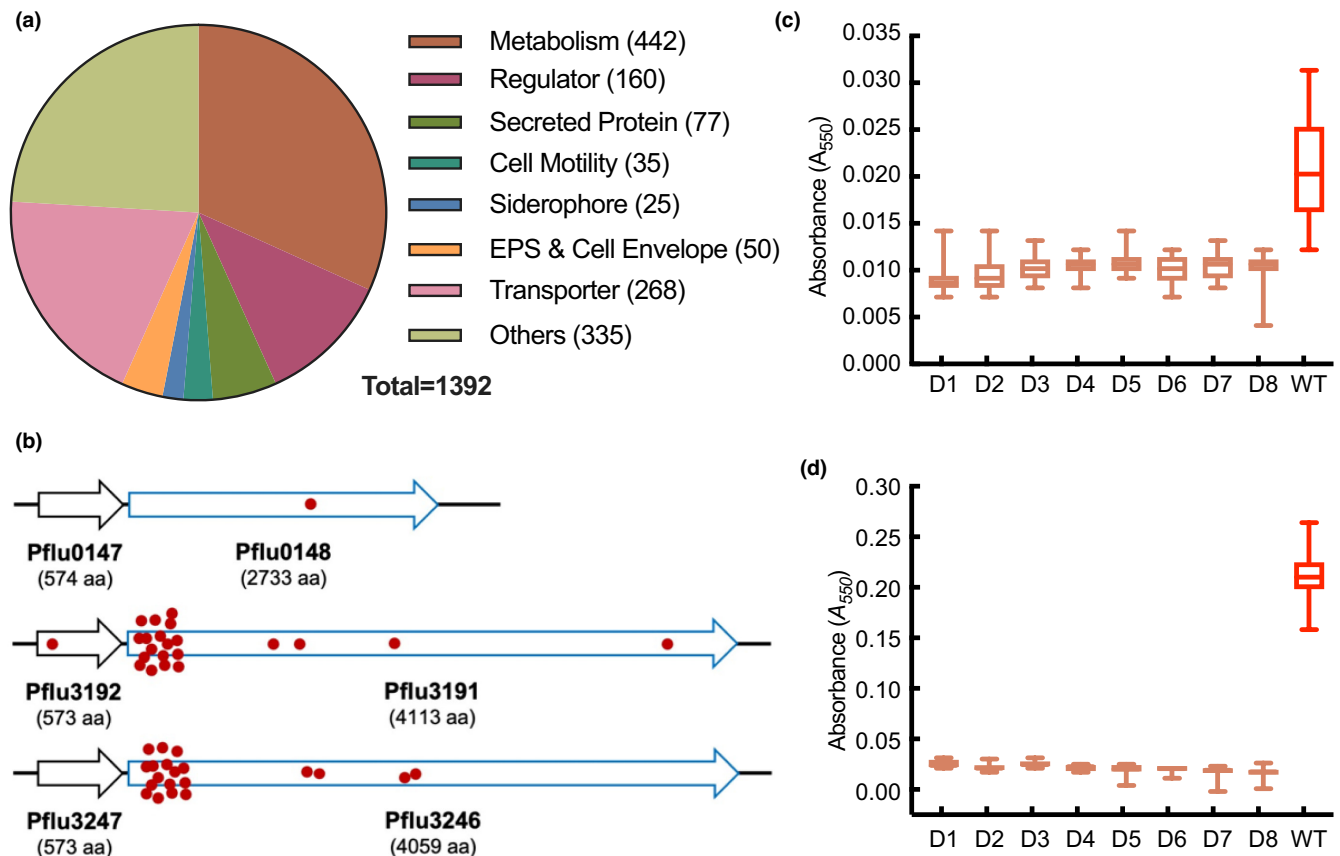 (a)
Metabolism (442)
Regulator (160)
Secreted Protein (77)
Cell Motility (35)
Siderophore (25)
EPS & Cell Envelope (50)
Transporter (268)
Others (335)
Total=1392
(b)
Pflu0147
(574 aa)
Pflu0148
(2733 aa)
Pflu3192
(573 aa)
Pflu3191
(4113 aa)
Pflu3247
(573 aa)
Pflu3246
(4059 aa)
(c)
Absorbance (A550)
0.035
0.030
0.025
0.020
0.015
0.010
0.005
0.000
D1 D2 D3 D4 D5 D6 D7 D8 WT
(d)
Absorbance (A550)
0.30
0.25
0.20
0.15
0.10
0.05
0.00
D1 D2 D3 D4 D5 D6 D7 D8 WT